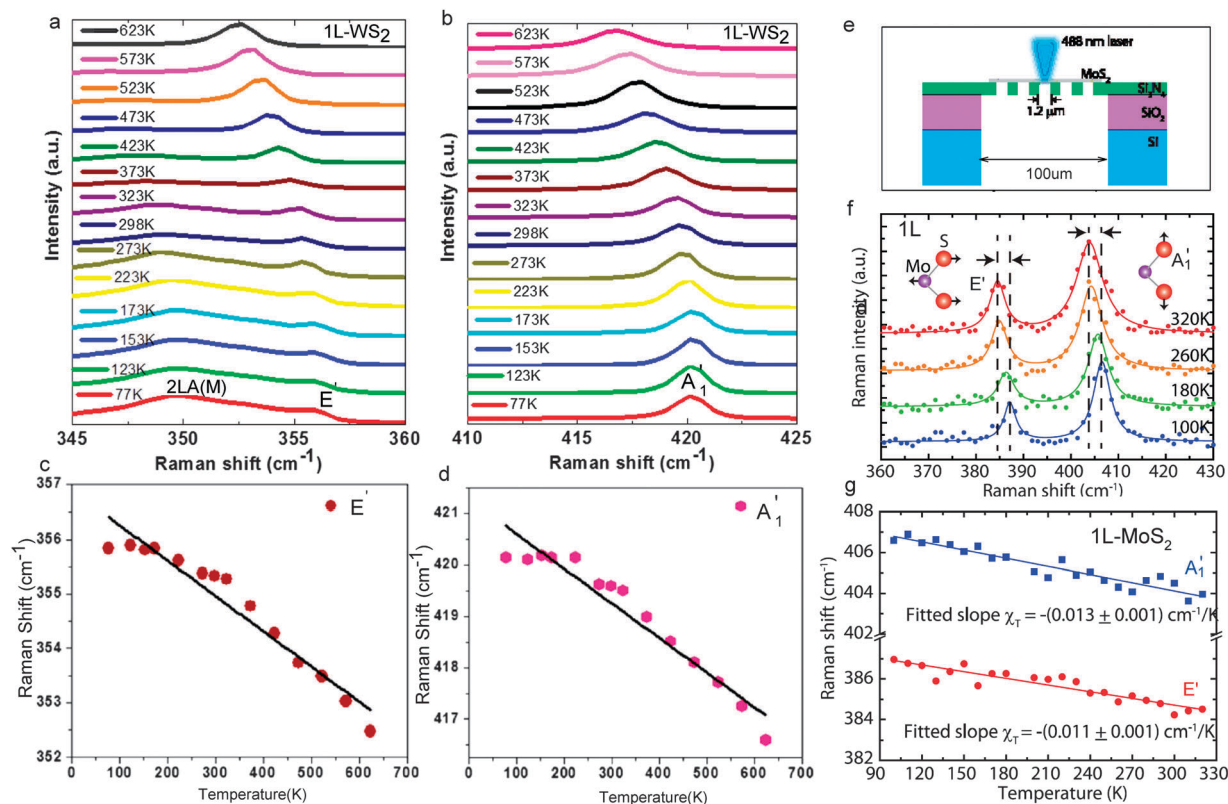 a
1L-WS2
623K
573K
523K
473K
423K
373K
323K
298K
273K
223K
173K
153K
123K
77K
2LA(M)
E'
Intensity (a.u.)
345 350 355 360
Raman shift (cm-1)
b
1L-WS2
623K
573K
523K
473K
423K
373K
323K
298K
273K
223K
173K
153K
123K
77K
A1'
Intensity (a.u.)
410 415 420 425
Raman shift (cm-1)
e
488 nm laser
MoS2
Si3N4
1.2 μm
SiO2
Si
100um
f
1L
S
Mo
E'
A1'
320K
260K
180K
100K
Raman intensity (a.u.)
360 370 380 390 400 410 420 430
Raman shift (cm-1)
c
E'
357
356
355
354
353
352
Raman Shift (cm-1)
0 100 200 300 400 500 600 700
Temperature(K)
d
A1'
421
420
419
418
417
Raman Shift (cm-1)
0 100 200 300 400 500 600 700
Temperature(K)
g
1L-MoS2
408
406
404
402
386
384
382
A1'
Fitted slope χT = -(0.013 ± 0.001) cm-1/K
E'
Fitted slope χT = -(0.011 ± 0.001) cm-1/K
Raman shift (cm-1)
90 120 150 180 210 240 270 300 330
Temperature (K)